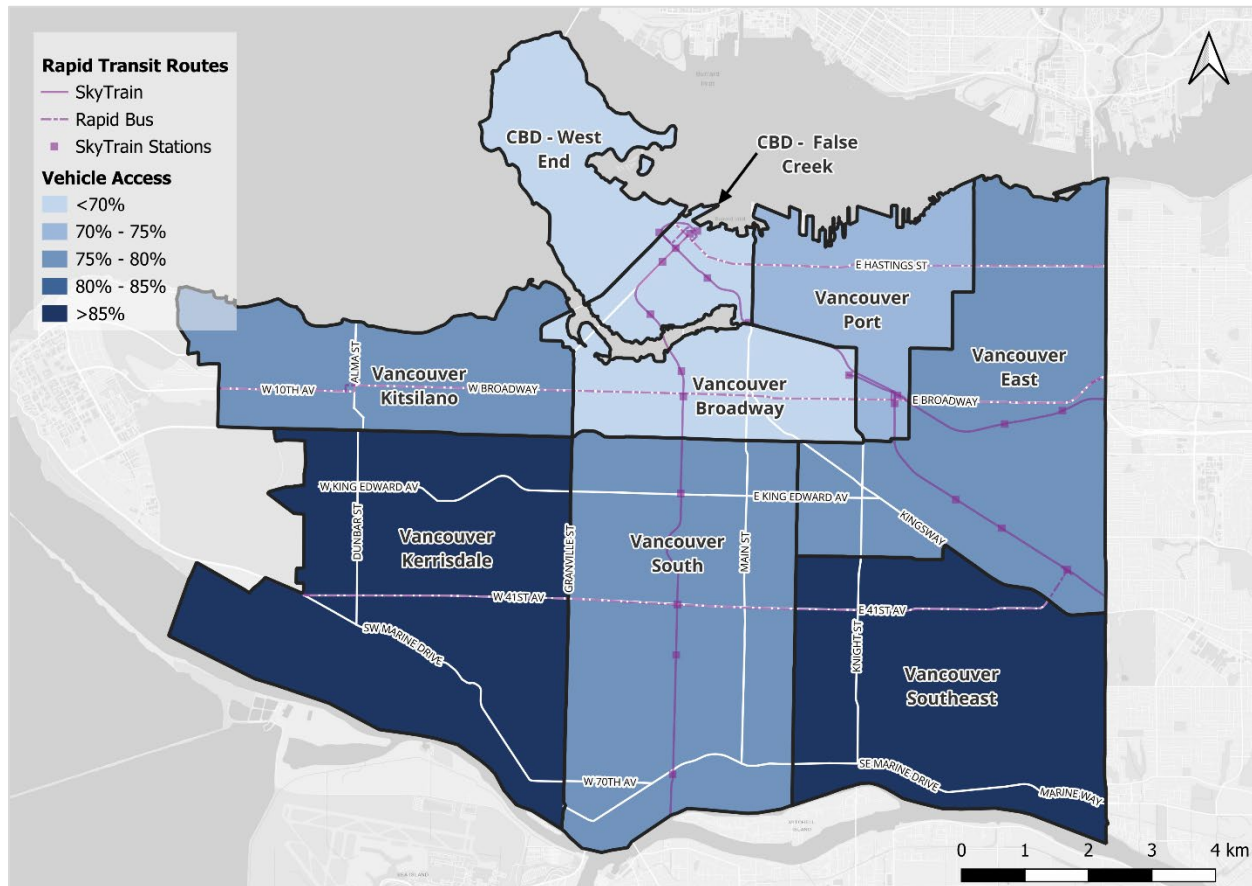 Rapid Transit Routes
SkyTrain
Rapid Bus
SkyTrain Stations
Vehicle Access
<70%
70% - 75%
75% - 80%
80% - 85%
>85%
CBD - West
End
CBD -  False
Creek
E HASTINGS ST
Vancouver
Port
Vancouver
East
ALMA ST
Vancouver
Kitsilano
W 10TH AV
W BROADWAY
Vancouver
Broadway
E BROADWAY
W KING EDWARD AV
E KING EDWARD AV
KINGSWAY
DUNBAR ST
Vancouver
Kerrisdale
GRANVILLE ST
Vancouver
South
MAIN ST
W 41ST AV
E 41ST AV
SW MARINE DRIVE
KNIGHT ST
Vancouver
Southeast
W 70TH AV
SE MARINE DRIVE
MARINE WAY
0 1 2 3 4 km